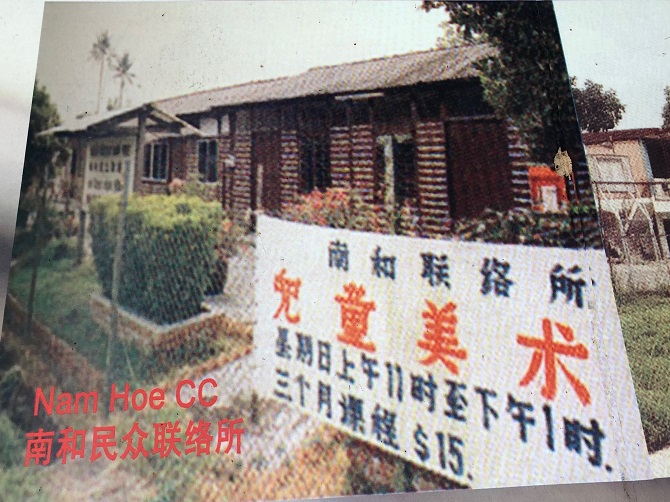 南和联络所
儿童美术
星期日上午11时至下午1时.
三个月课程 $15.
Nam Hoe CC
南和民众联络所